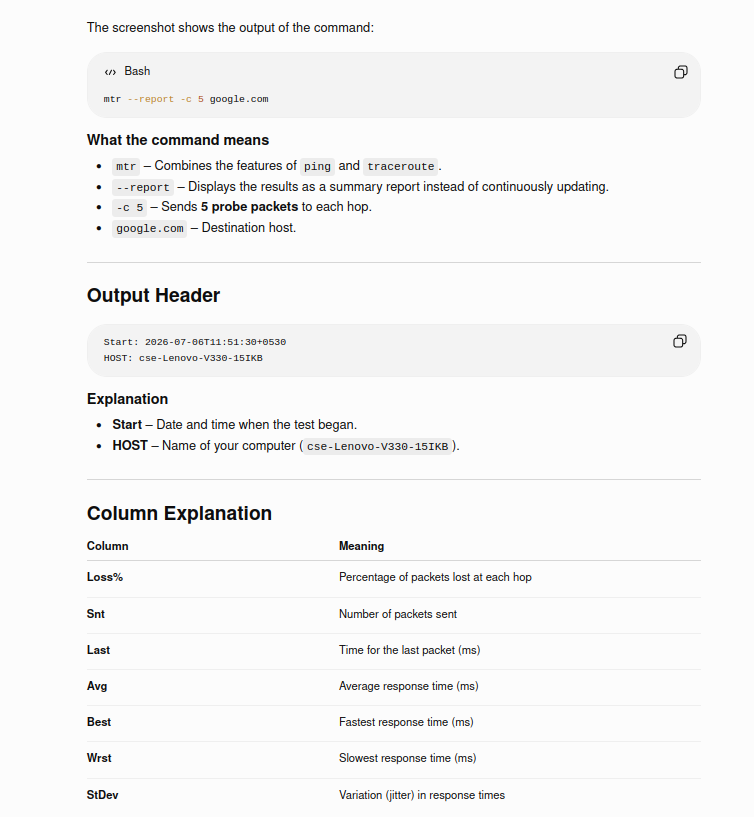 The screenshot shows the output of the command:
Bash
mtr --report -c 5 google.com
What the command means
mtr – Combines the features of ping and traceroute.
--report – Displays the results as a summary report instead of continuously updating.
-c 5 – Sends 5 probe packets to each hop.
google.com – Destination host.
Output Header
Start: 2026-07-06T11:51:30+0530
HOST: cse-Lenovo-V330-15IKB
Explanation
Start – Date and time when the test began.
HOST – Name of your computer (cse-Lenovo-V330-15IKB).
Column Explanation
Column Meaning
Loss% Percentage of packets lost at each hop
Snt Number of packets sent
Last Time for the last packet (ms)
Avg Average response time (ms)
Best Fastest response time (ms)
Wrst Slowest response time (ms)
StDev Variation (jitter) in response times